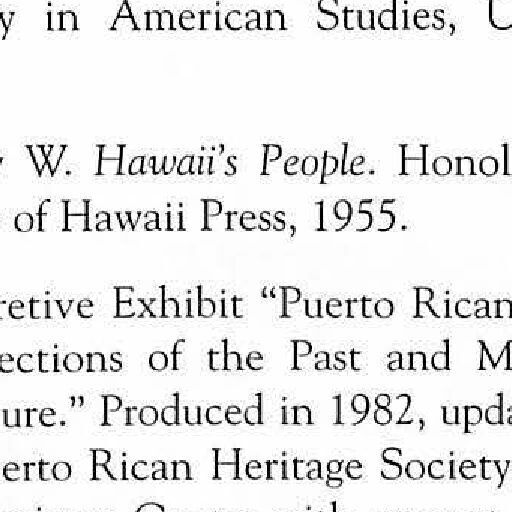 y in American Studies, U
W. Hawaii's People. Honol
of Hawaii Press, 1955.
retive Exhibit “Puerto Rican
ections of the Past and M
ure.” Produced in 1982, upda
erto Rican Heritage Society